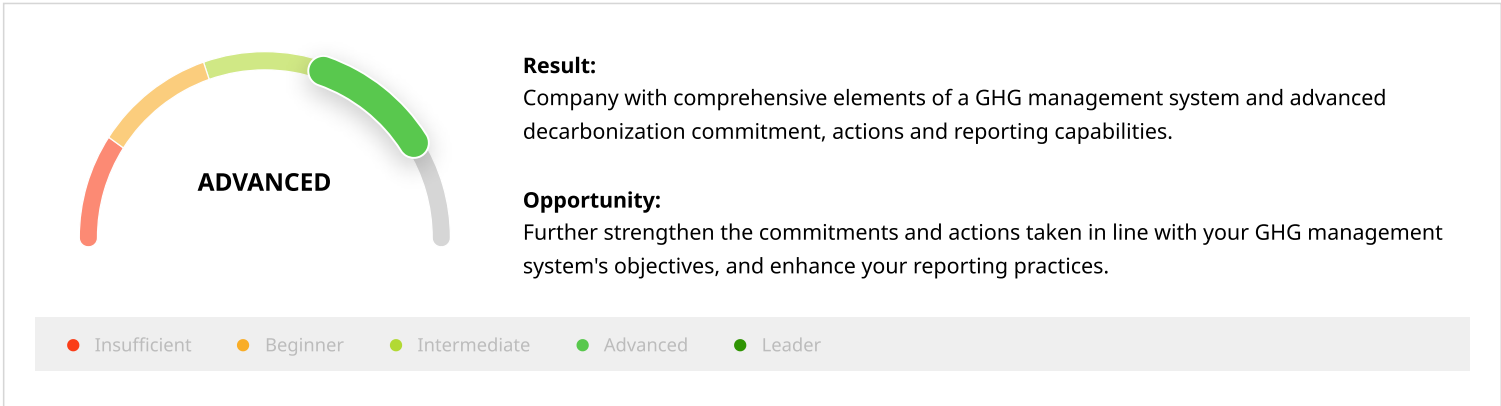 ADVANCED
Result:
Company with comprehensive elements of a GHG management system and advanced
decarbonization commitment, actions and reporting capabilities.
Opportunity:
Further strengthen the commitments and actions taken in line with your GHG management
system's objectives, and enhance your reporting practices.
Insufficient Beginner Intermediate Advanced Leader